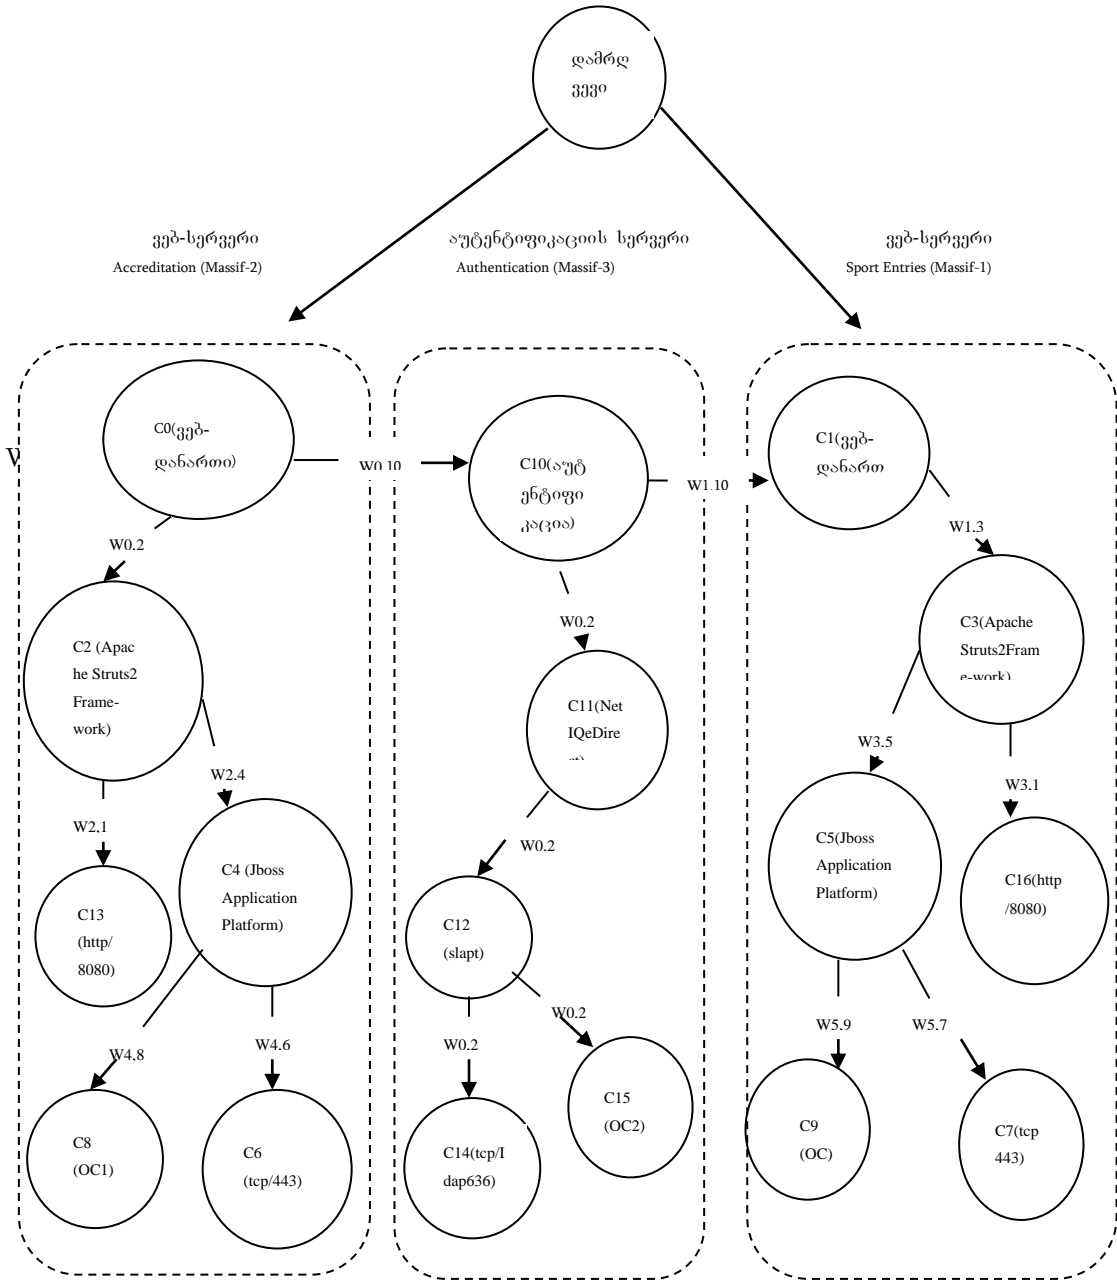 დამრღ
ვევი
ვებ-სერვერი
Accreditation (Massif-2)
აუტენტიფიკაციის სერვერი
Authentication (Massif-3)
ვებ-სერვერი
Sport Entries (Massif-1)
C0(ვებ-
დანართი)
W0.10
C10(აუტ
ენტიფი
კაცია)
W1.10
C1(ვებ-
დანართ
W
W0.2
C2 (Apac
he Struts2
Frame-
work)
W2.1
W2.4
C13
(http/
8080)
C4 (Jboss
Application
Platform)
W4.8
W4.6
C8
(OC1)
C6
(tcp/443)
W0.2
C11(Net
IQeDire
W0.2
C12
(slapt)
W0.2
W0.2
C14(tcp/I
dap636)
C15
(OC2)
W1.3
C3(Apache
Struts2Fram
e-work)
W3.5
W3.1
C5(Jboss
Application
Platform)
C16(http
/8080)
W5.9
W5.7
C9
(OC)
C7(tcp
443)